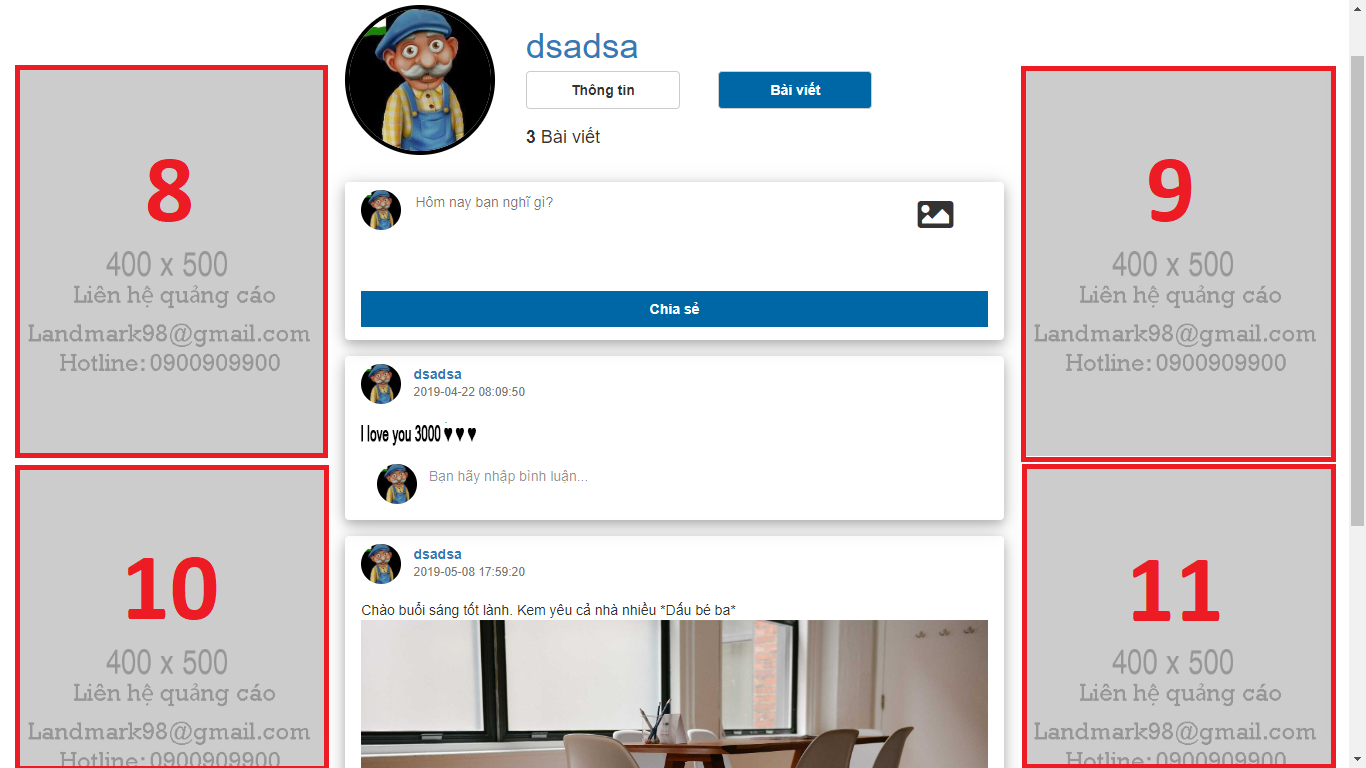 dsadsa
Thông tin
Bài viết
3 Bài viết
8
400 x 500
Liên hệ quảng cáo
Landmark98@gmail.com
Hotline: 0900909900
Hôm nay bạn nghĩ gì?
Chia sẻ
9
400 x 500
Liên hệ quảng cáo
Landmark98@gmail.com
Hotline: 0900909900
dsadsa
2019-04-22 08:09:50
I love you 3000 ♥ ♥ ♥
Bạn hãy nhập bình luận...
10
400 x 500
Liên hệ quảng cáo
Landmark98@gmail.com
Hotline: 0900909900
dsadsa
2019-05-08 17:59:20
Chào buổi sáng tốt lành. Kem yêu cả nhà nhiều *Dấu bé ba*
11
400 x 500
Liên hệ quảng cáo
Landmark98@gmail.com
Hotline: 0900909900